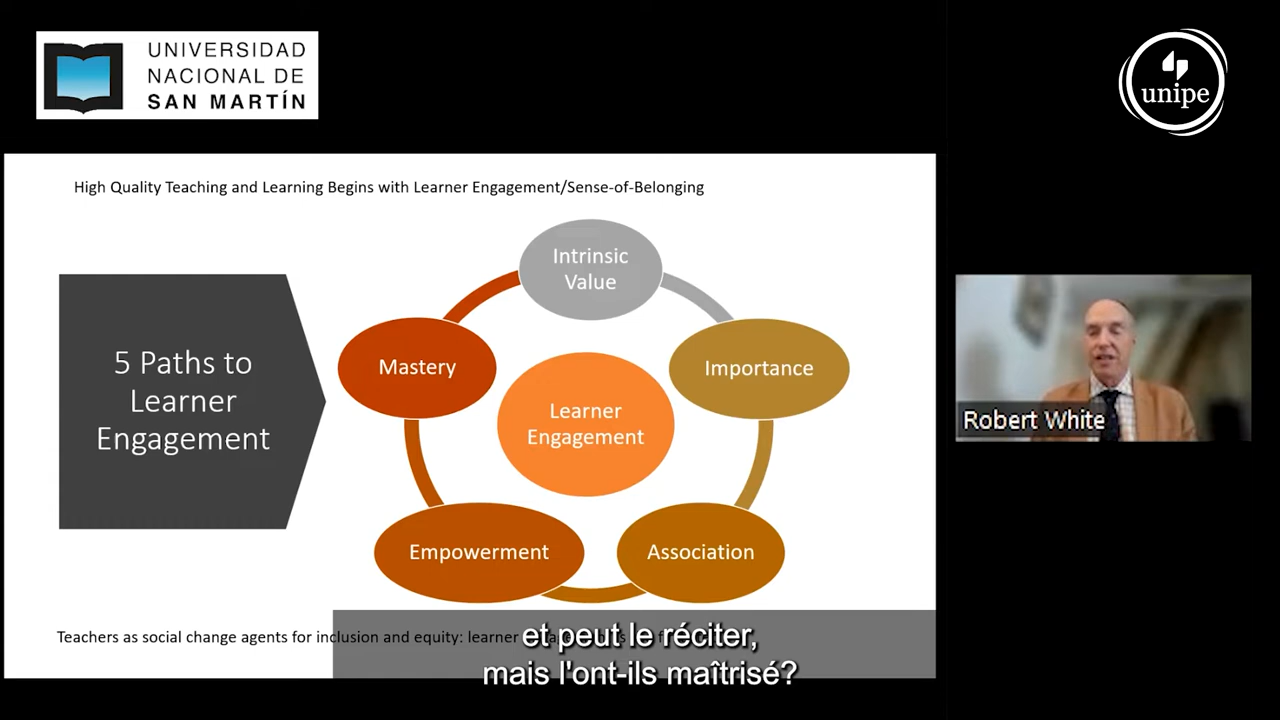 UNIVERSIDAD
NACIONAL DE
SAN MARTÍN
unipe
High Quality Teaching and Learning Begins with Learner Engagement/Sense-of-Belonging
5 Paths to
Learner
Engagement
Intrinsic
Value
Mastery
Importance
Learner
Engagement
Empowerment
Association
Robert White
Teachers as social change agents for inclusion and equity: learner
et peut le réciter,
mais l'ont-ils maîtrisé?